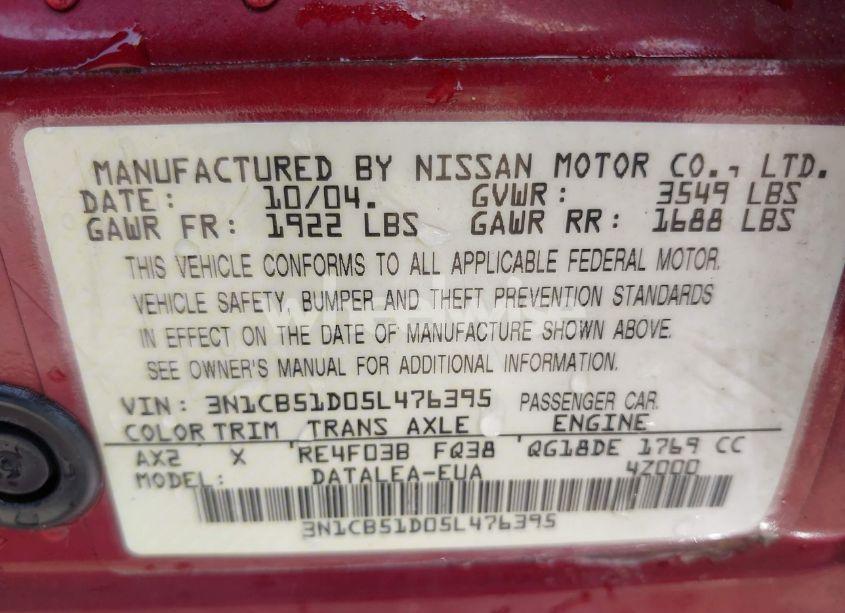 MANUFACTURED BY NISSAN MOTOR CO., LTD.
DATE: 10/04. GVWR: 3549 LBS
GAWR FR: 1922 LBS GAWR RR: 1688 LBS
THIS VEHICLE CONFORMS TO ALL APPLICABLE FEDERAL MOTOR.
VEHICLE SAFETY, BUMPER AND THEFT PREVENTION STANDARDS
IN EFFECT ON THE DATE OF MANUFACTURE SHOWN ABOVE.
SEE OWNER'S MANUAL FOR ADDITIONAL INFORMATION.
VIN: 3N1CB51D05L476395 PASSENGER CAR.
COLOR TRIM TRANS AXLE ENGINE
AX2 X RE4F03B FQ38 QG18DE 1769 CC
MODEL: DATALEA-EUA 4Z000
3N1CB51D05L476395